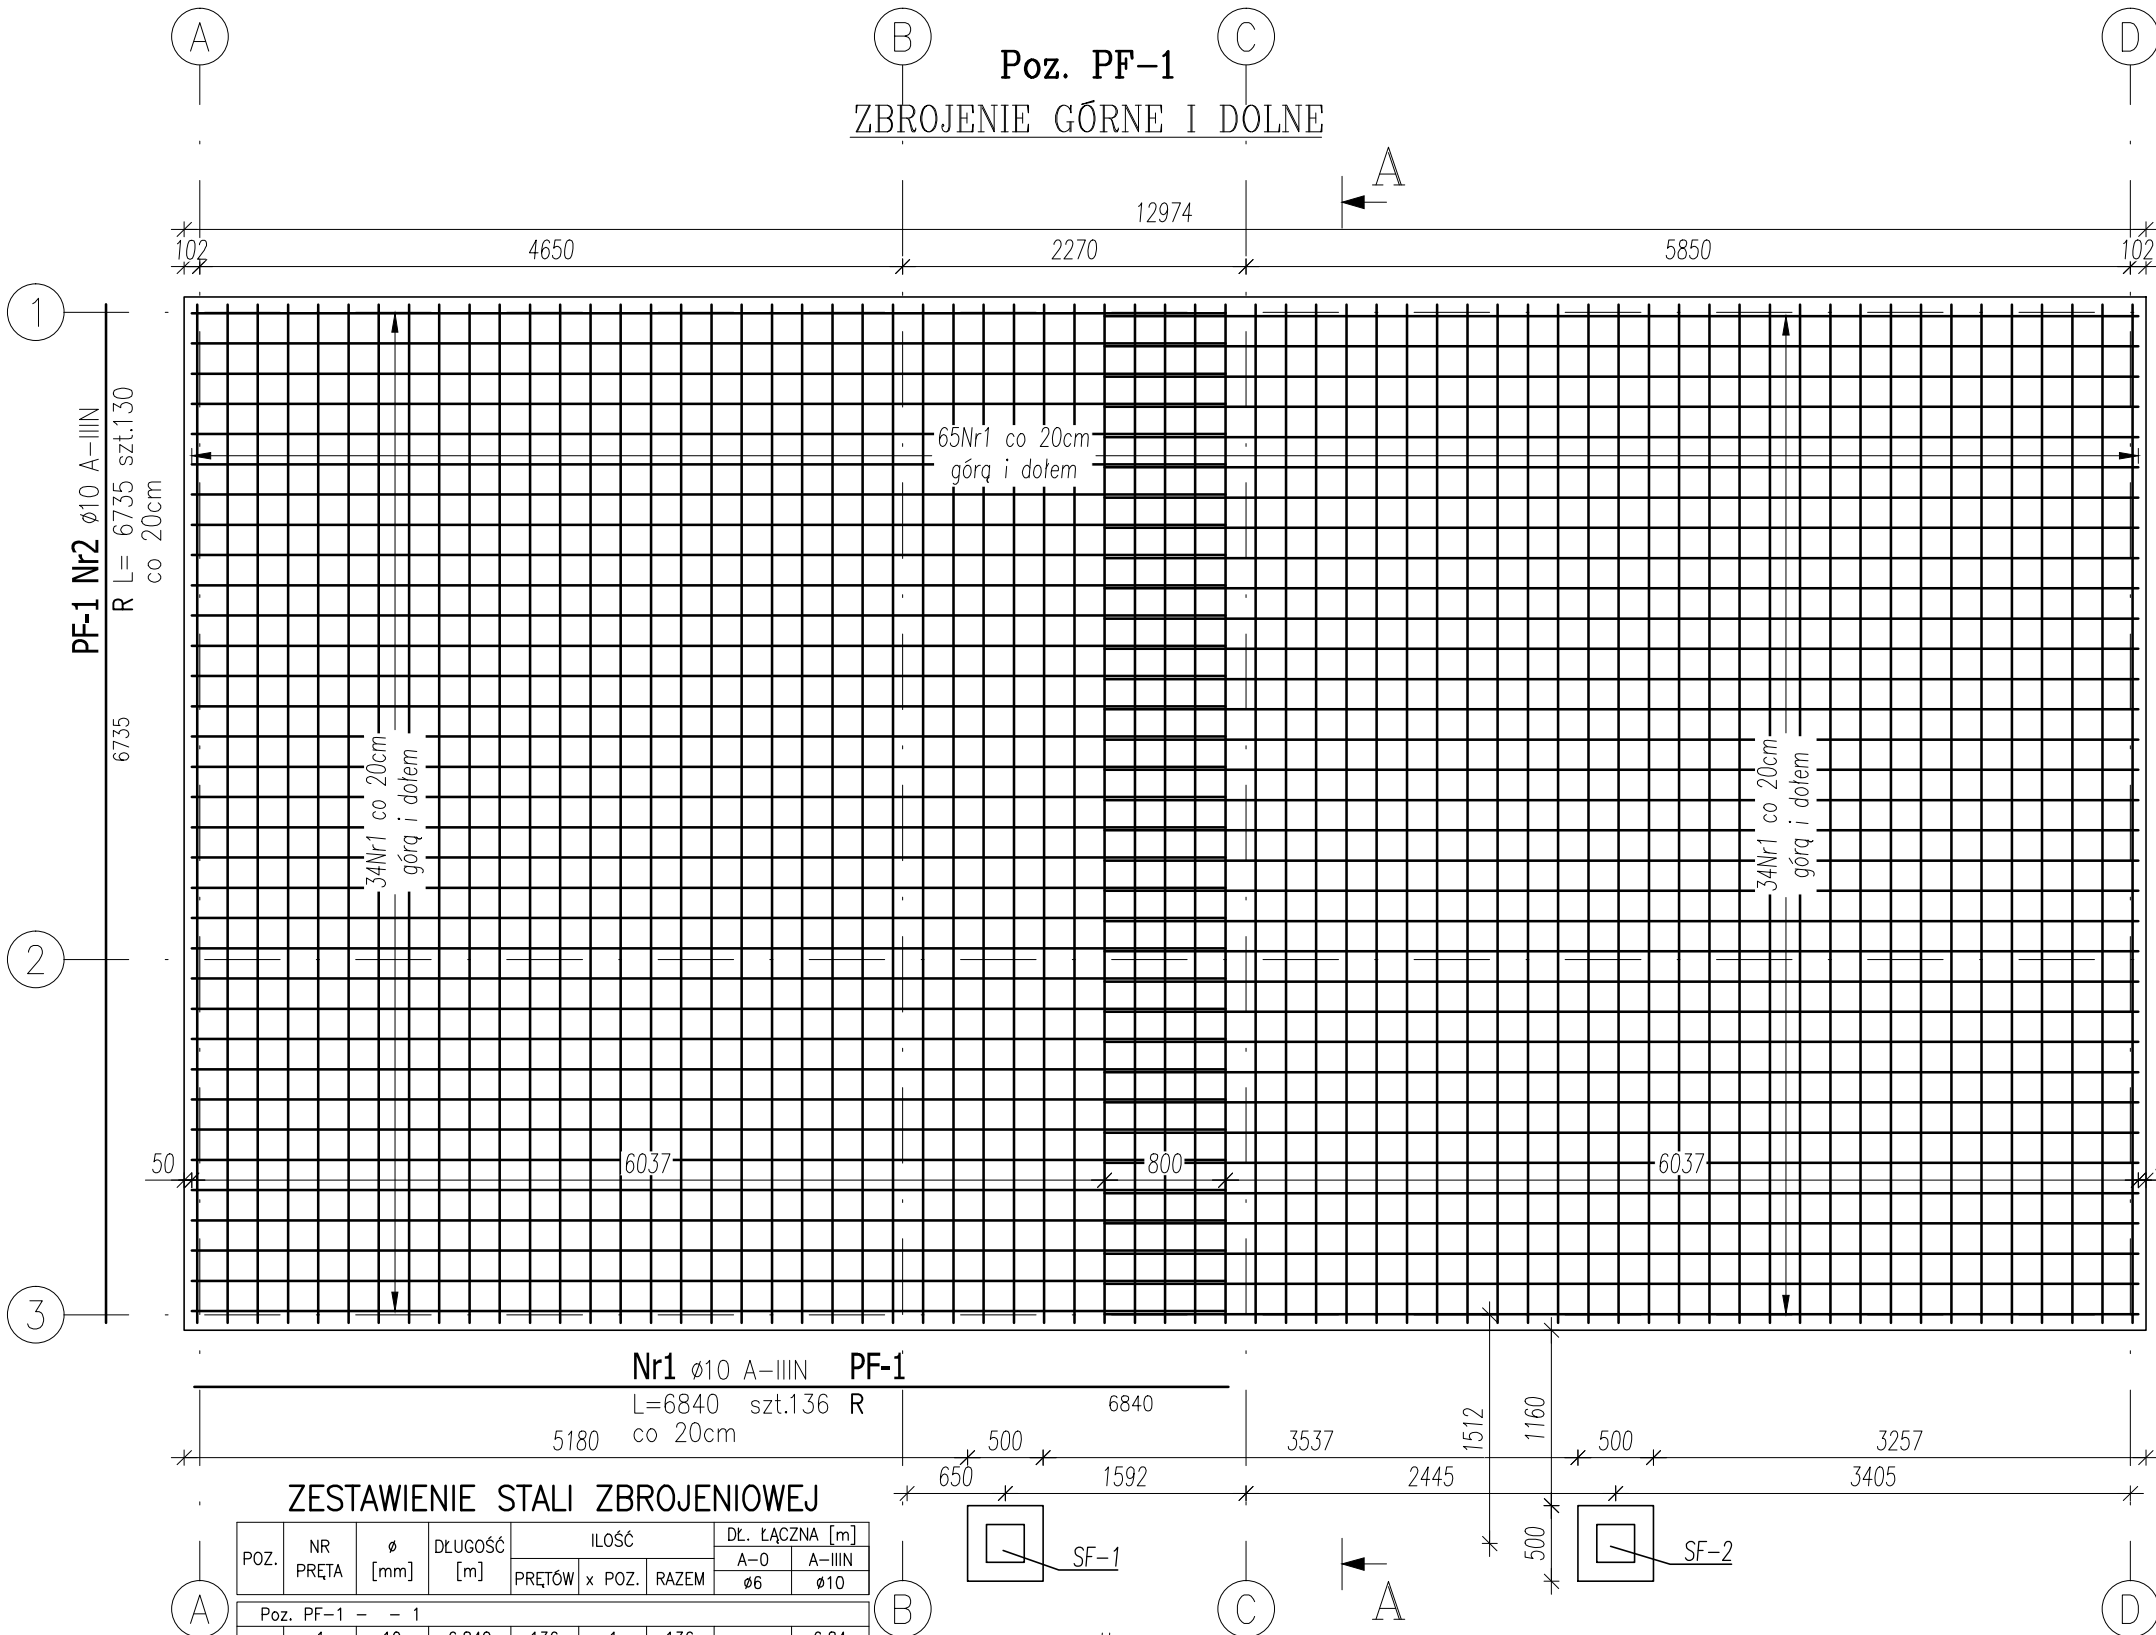 A
B
C
D
Poz. PF-1
ZBROJENIE GÓRNE I DOLNE
A
12974
102
4650
2270
5850
102
1
2
3
PF-1 Nr2 ø10 A-IIIN
R L= 6735 szt.130
co 20cm
6735
65Nr1 co 20cm
górą i dołem
34Nr1 co 20cm
górą i dołem
34Nr1 co 20cm
górą i dołem
50
6037
800
6037
Nr1 ø10 A-IIIN PF-1
L=6840 szt.136 R
co 20cm
6840
5180
500
3537
1512
1160
500
3257
650
1592
2445
3405
500
SF-1
SF-2
ZESTAWIENIE STALI ZBROJENIOWEJ
POZ.
NR PRĘTA
ø [mm]
DŁUGOŚĆ [m]
ILOŚĆ
DŁ. ŁĄCZNA [m]
PRĘTÓW
x POZ.
RAZEM
A-0
A-IIIN
ø6
ø10
Poz. PF-1 - - 1
A
B
C
A
D